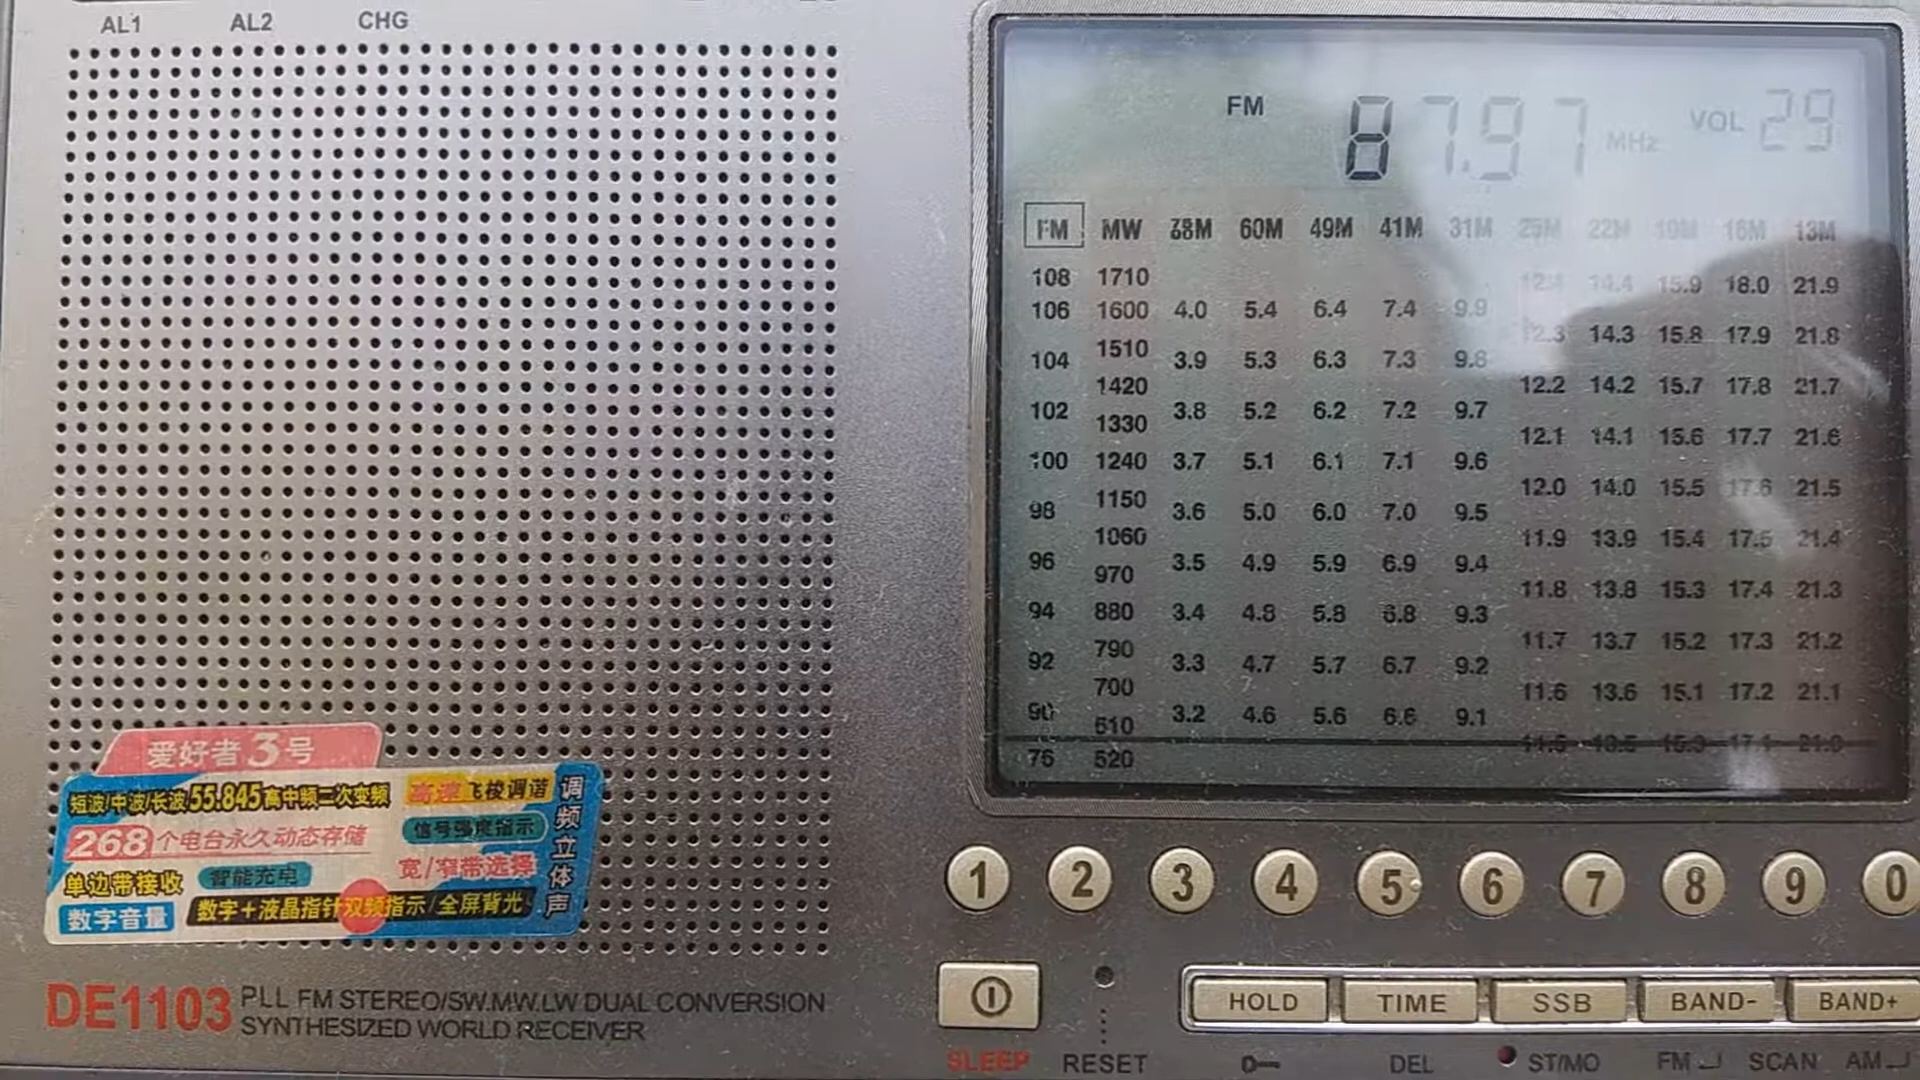 AL1 AL2 CHG
FM 87.97 MHz VOL 29
FM MW 68M 60M 49M 41M 31M 25M 22M 19M 16M 13M
108 1710 12.4 14.4 15.9 18.0 21.9
106 1600 4.0 5.4 6.4 7.4 9.9
12.3 14.3 15.8 17.9 21.8
104 1510 3.9 5.3 6.3 7.3 9.8
1420 12.2 14.2 15.7 17.8 21.7
102 1330 3.8 5.2 6.2 7.2 9.7
12.1 14.1 15.6 17.7 21.6
100 1240 3.7 5.1 6.1 7.1 9.6
1150 12.0 14.0 15.5 17.6 21.5
98 3.6 5.0 6.0 7.0 9.5
1060 11.9 13.9 15.4 17.5 21.4
96 970 3.5 4.9 5.9 6.9 9.4
11.8 13.8 15.3 17.4 21.3
94 880 3.4 4.8 5.8 6.8 9.3
790 11.7 13.7 15.2 17.3 21.2
92 3.3 4.7 5.7 6.7 9.2
700 11.6 13.6 15.1 17.2 21.1
90 610 3.2 4.6 5.6 6.6 9.1
11.5 13.5 17.1
76 520
爱好者3号
短波/中波/长波55.845高中频二次变频
高速飞梭调谐
268个电台永久动态存储
信号强度指示
单边带接收
智能充电
宽/窄带选择
数字音量
数字+液晶指针双频指示/全屏背光
调频立体声
1 2 3 4 5 6 7 8 9 0
DE1103 PLL FM STEREO/SW.MW.LW DUAL CONVERSION
SYNTHESIZED WORLD RECEIVER
HOLD TIME SSB BAND- BAND+
SLEEP RESET DEL ST/MO FM SCAN AM